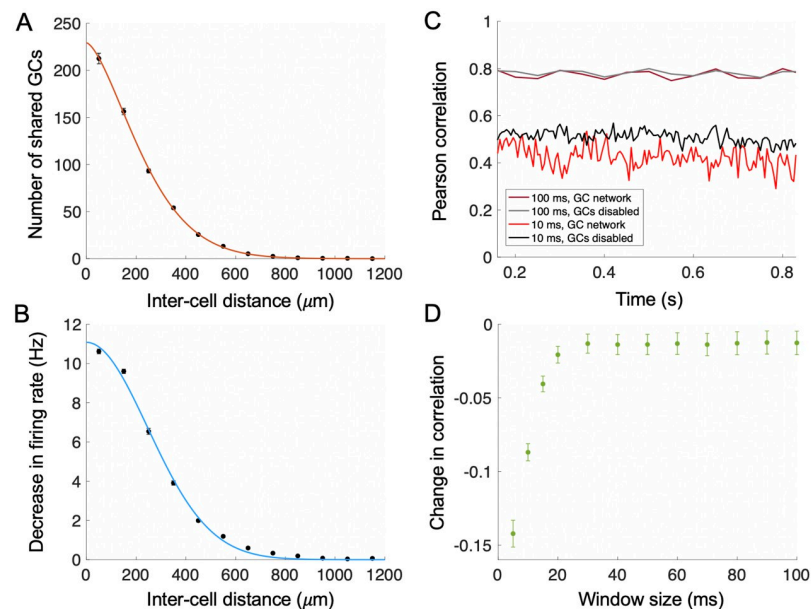 A
250
200
150
100
50
0
Number of shared GCs
0 200 400 600 800 1000 1200
Inter-cell distance (μm)
B
12
10
8
6
4
2
0
Decrease in firing rate (Hz)
0 200 400 600 800 1000 1200
Inter-cell distance (μm)
C
1
0.8
0.6
0.4
0.2
0
Pearson correlation
100 ms, GC network
100 ms, GCs disabled
10 ms, GC network
10 ms, GCs disabled
0.2 0.4 0.6 0.8
Time (s)
D
0
-0.05
-0.1
-0.15
Change in correlation
0 20 40 60 80 100
Window size (ms)